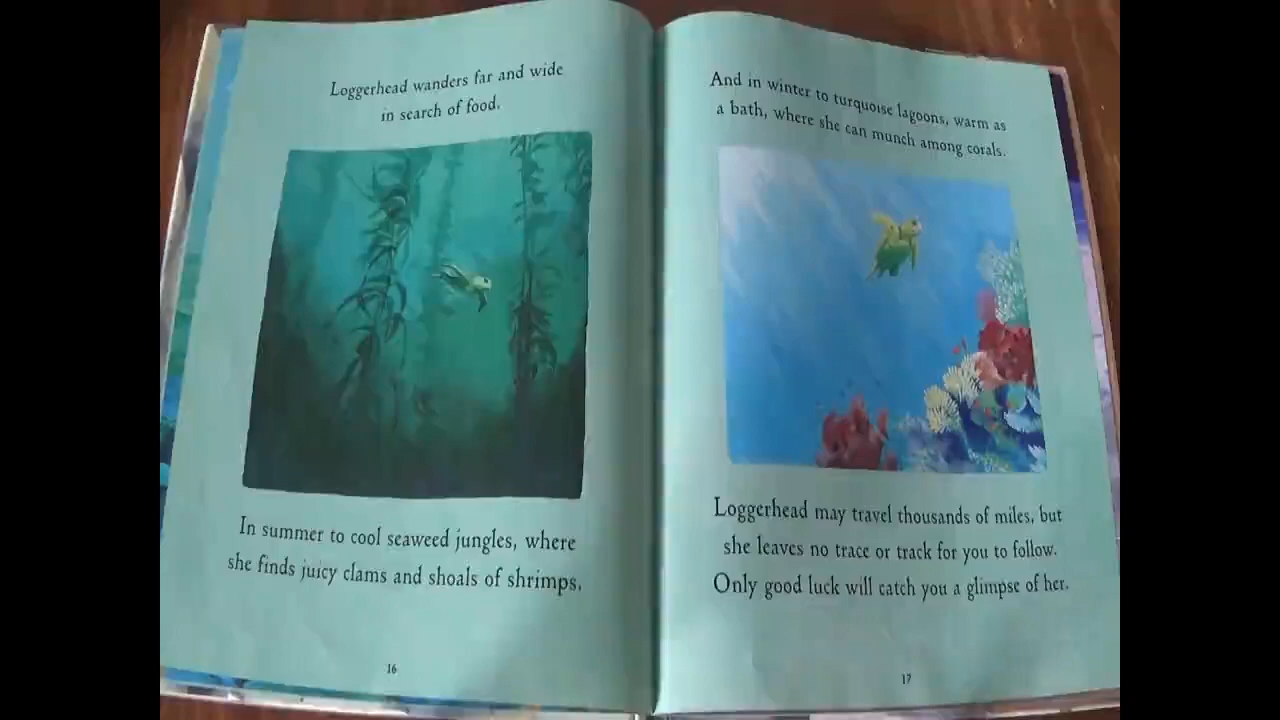 Loggerhead wanders far and wide
in search of food.
In summer to cool seaweed jungles, where
she finds juicy clams and shoals of shrimps.
16
And in winter to turquoise lagoons, warm as
a bath, where she can munch among corals.
Loggerhead may travel thousands of miles, but
she leaves no trace or track for you to follow.
Only good luck will catch you a glimpse of her.
17